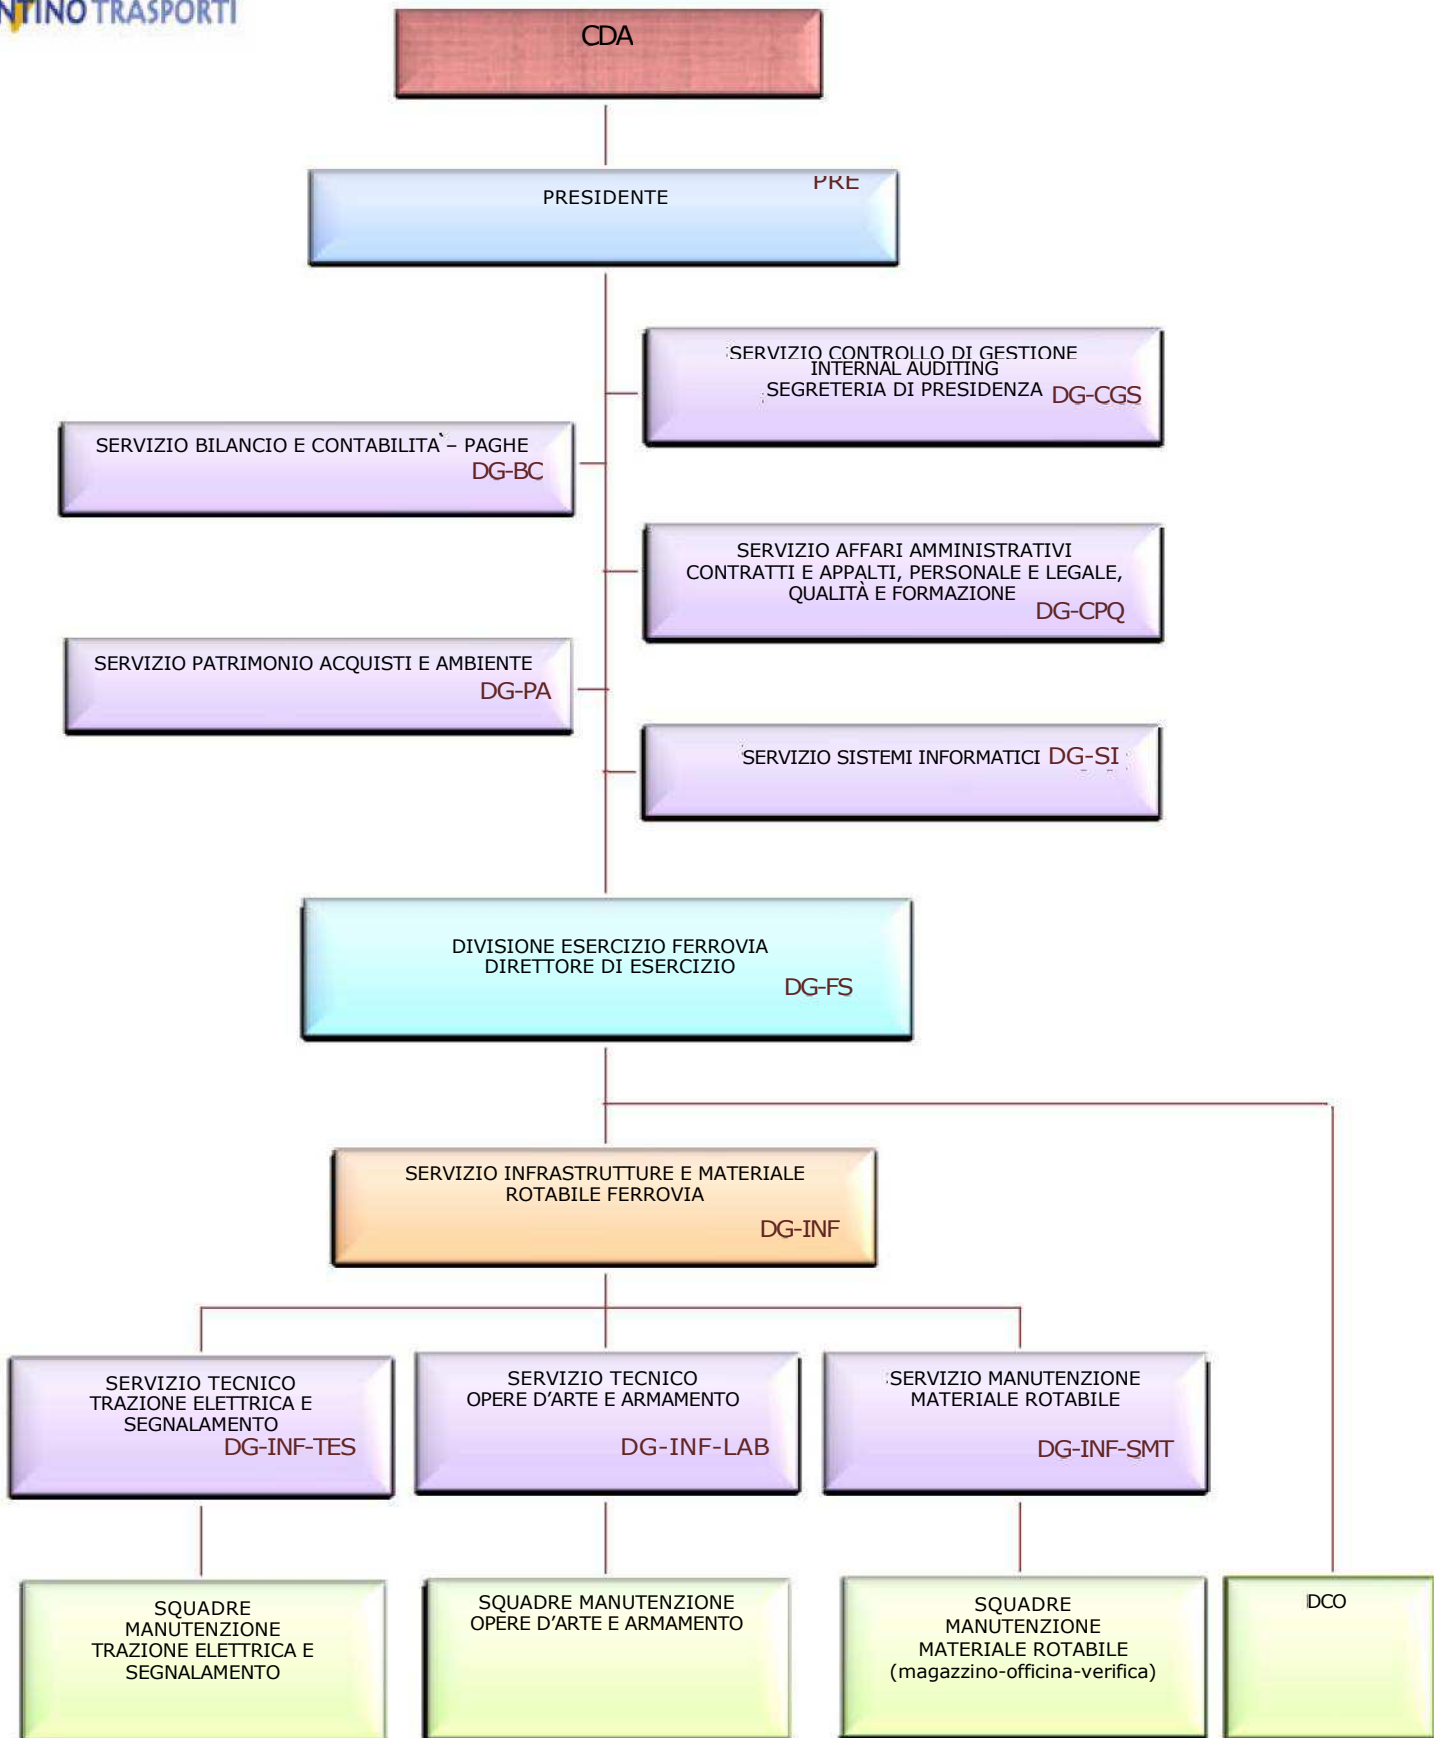 NTINO TRASPORTI
CDA
PRE
PRESIDENTE
SERVIZIO CONTROLLO DI GESTIONE
INTERNAL AUDITING
SEGRETERIA DI PRESIDENZA DG-CGS
SERVIZIO BILANCIO E CONTABILITA` – PAGHE
DG-BC
SERVIZIO AFFARI AMMINISTRATIVI
CONTRATTI E APPALTI, PERSONALE E LEGALE,
QUALITÀ E FORMAZIONE
DG-CPQ
SERVIZIO PATRIMONIO ACQUISTI E AMBIENTE
DG-PA
SERVIZIO SISTEMI INFORMATICI DG-SI
DIVISIONE ESERCIZIO FERROVIA
DIRETTORE DI ESERCIZIO
DG-FS
SERVIZIO INFRASTRUTTURE E MATERIALE
ROTABILE FERROVIA
DG-INF
SERVIZIO TECNICO
TRAZIONE ELETTRICA E
SEGNALAMENTO
DG-INF-TES
SERVIZIO TECNICO
OPERE D’ARTE E ARMAMENTO
DG-INF-LAB
SERVIZIO MANUTENZIONE
MATERIALE ROTABILE
DG-INF-SMT
SQUADRE
MANUTENZIONE
TRAZIONE ELETTRICA E
SEGNALAMENTO
SQUADRE MANUTENZIONE
OPERE D’ARTE E ARMAMENTO
SQUADRE
MANUTENZIONE
MATERIALE ROTABILE
(magazzino-officina-verifica)
DCO